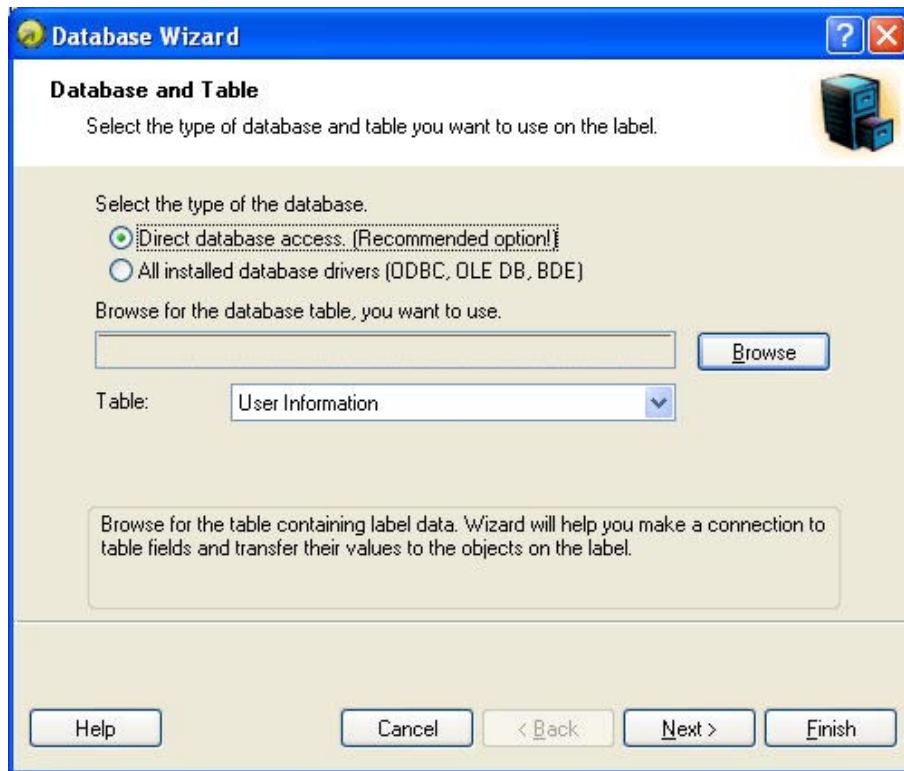 Database Wizard
Database and Table
Select the type of database and table you want to use on the label.
Select the type of the database.
Direct database access. (Recommended option!)
All installed database drivers (ODBC, OLE DB, BDE)
Browse for the database table, you want to use.
Browse
Table:
User Information
Browse for the table containing label data. Wizard will help you make a connection to
table fields and transfer their values to the objects on the label.
Help
Cancel
< Back
Next >
Finish